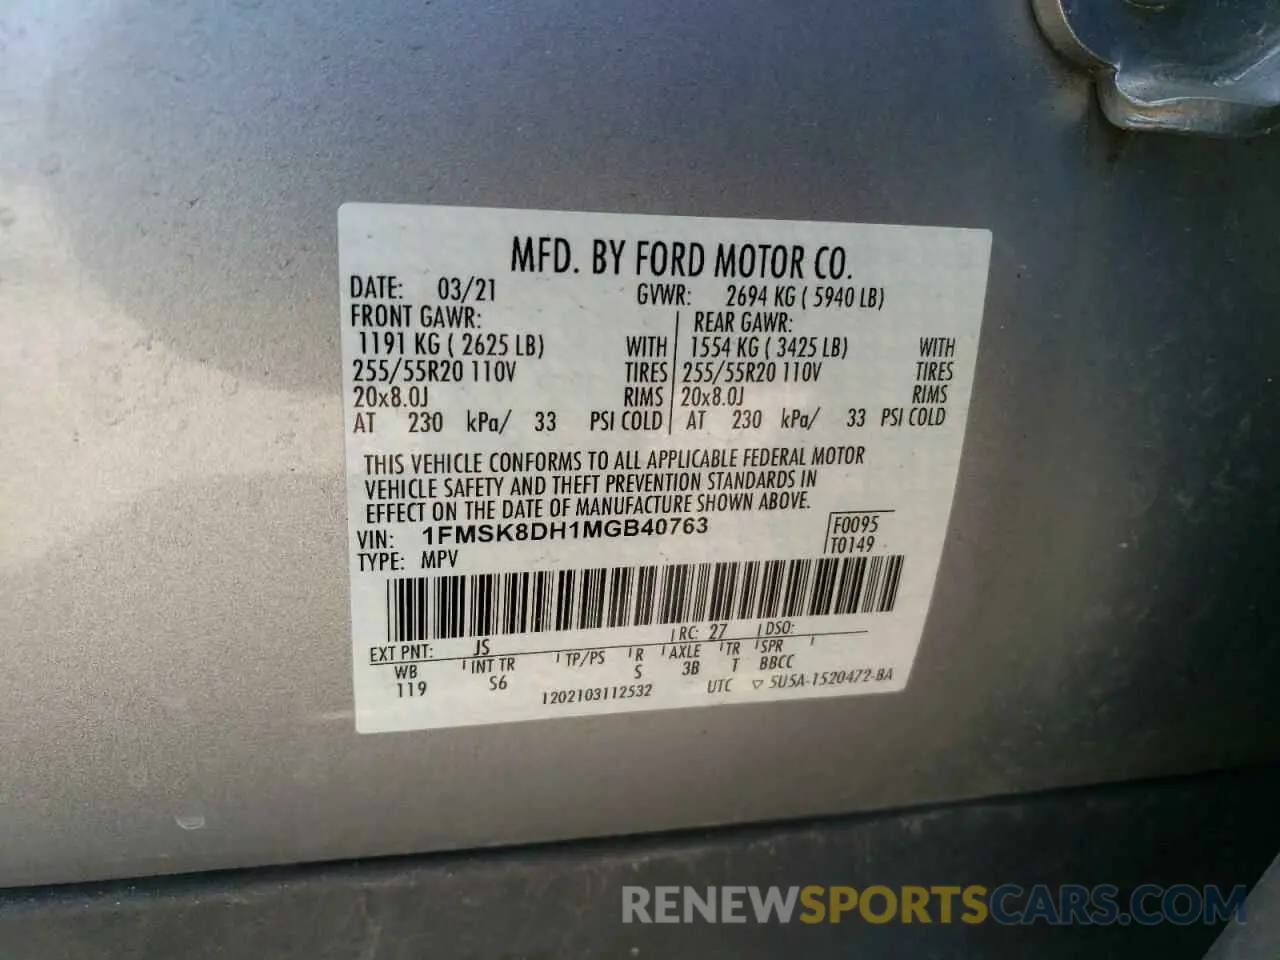 MFD. BY FORD MOTOR CO.
DATE: 03/21 GVWR: 2694 KG ( 5940 LB)
FRONT GAWR: REAR GAWR:
1191 KG ( 2625 LB) WITH 1554 KG ( 3425 LB) WITH
255/55R20 110V TIRES 255/55R20 110V TIRES
20x8.0J RIMS 20x8.0J RIMS
AT 230 kPa/ 33 PSI COLD AT 230 kPa/ 33 PSI COLD
THIS VEHICLE CONFORMS TO ALL APPLICABLE FEDERAL MOTOR
VEHICLE SAFETY AND THEFT PREVENTION STANDARDS IN
EFFECT ON THE DATE OF MANUFACTURE SHOWN ABOVE.
VIN: 1FMSK8DH1MGB40763 F0095
TYPE: MPV T0149
EXT PNT: JS RC: 27 DSO:
WB INT TR TP/PS R AXLE TR SPR
119 S6 S 3B T BBCC
1202103112532 UTC ▽ 5U5A-1520472-BA
RENEWSPORTSCARS.COM